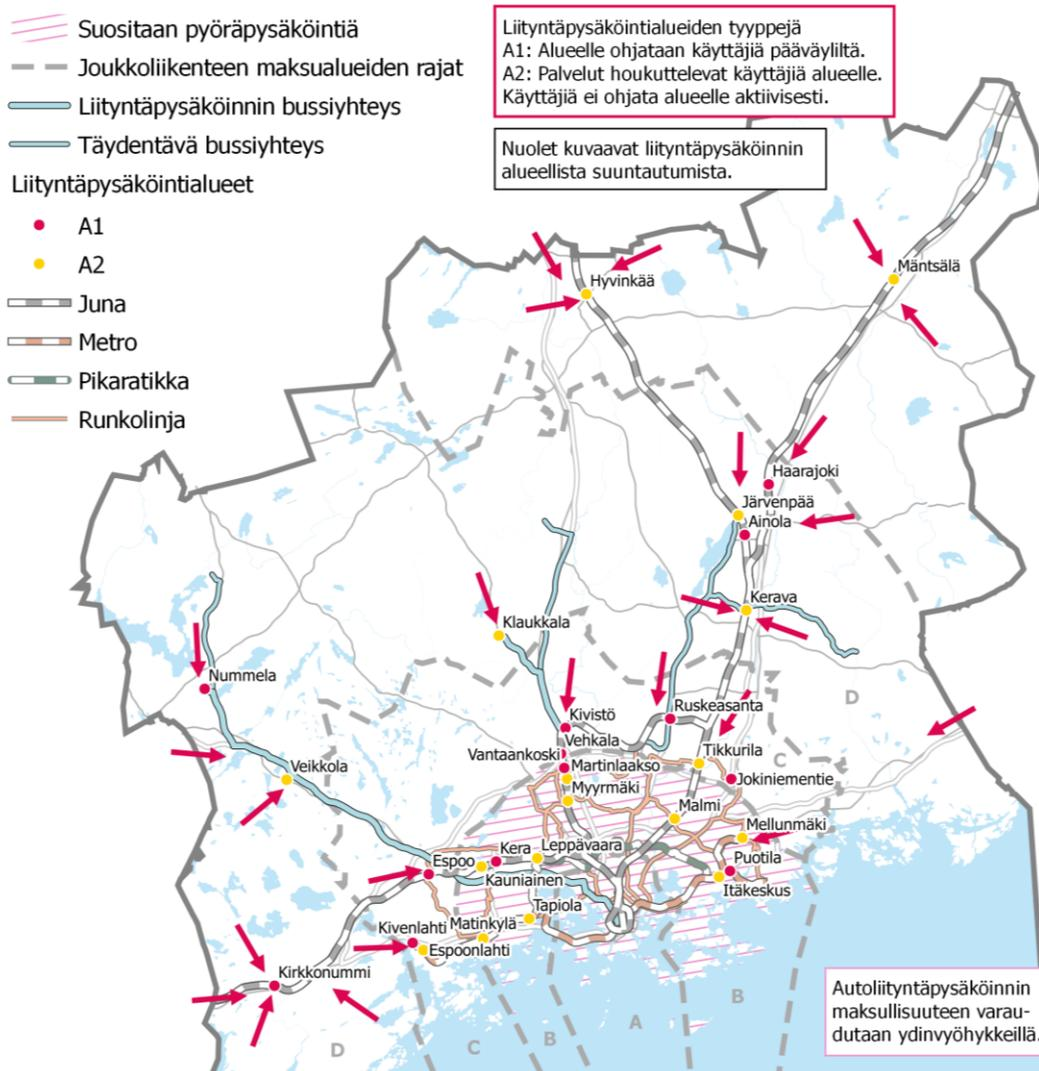 Suositaan pyöräpysäköintiä
Joukkoliikenteen maksualueiden rajat
Liityntäpysäköinnin bussiyhteys
Täydentävä bussiyhteys
Liityntäpysäköintialueet
A1
A2
Juna
Metro
Pikaratikka
Runkolinja
Liityntäpysäköintialueiden tyyppejä
A1: Alueelle ohjataan käyttäjiä pääväyliltä.
A2: Palvelut houkuttelevat käyttäjiä alueelle.
Käyttäjiä ei ohjata alueelle aktiivisesti.
Nuolet kuvaavat liityntäpysäköinnin
alueellista suuntautumista.
Hyvinkää
Mäntsälä
Haarajoki
Järvenpää
Ainola
Kerava
Klaukkala
Nummela
D
Kivistö
Ruskeasanta
Vehkala
Vantaankoski
Tikkurila
C
Martinlaakso
Veikkola
Jokiniementie
Myyrmäki
Malmi
Mellunmäki
Espoo
Kera
Leppävaara
Puotila
Kauniainen
Itäkeskus
Tapiola
Kivenlahti
Matinkylä
Espoonlahti
Kirkkonummi
B
A
B
C
D
Autoliityntäpysäköinnin
maksullisuuteen varau-
dutaan ydinvyöhykkeillä.